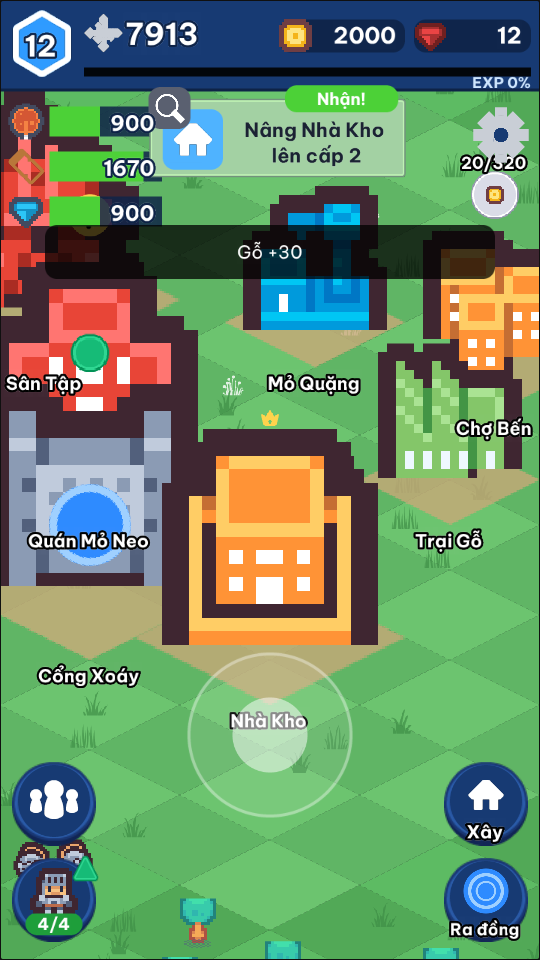 12
7913
2000
12
EXP 0%
Nhận!
Nâng Nhà Kho
lên cấp 2
900
1670
900
20/320
Gỗ +30
Sân Tập
Mỏ Quặng
Chợ Bến
Quán Mỏ Neo
Trại Gỗ
Cổng Xoáy
Nhà Kho
Xây
4/4
Ra đồng